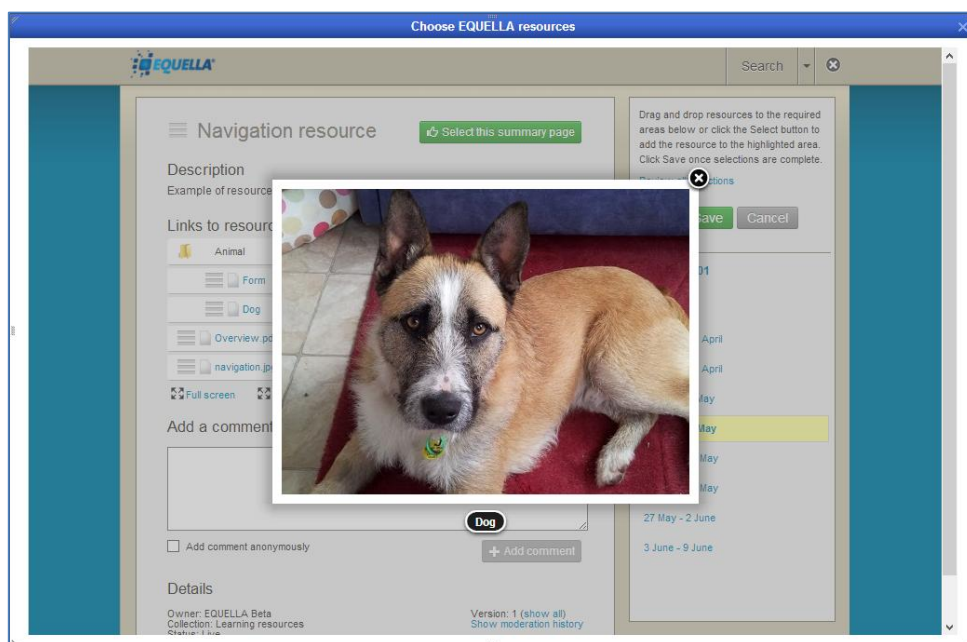 Choose EQUELLA resources
EQUELLA
Search
Navigation resource
Select this summary page
Description
Example of resource
Links to resour
Animal
Form
Dog
Overview.pd
navigation.jp
Full screen
Add a comment
Dog
Add comment anonymously
Add comment
Details
Owner: EQUELLA Beta
Collection: Learning resources
Status: Live
Version: 1 (show all)
Show moderation history
Drag and drop resources to the required
areas below or click the Select button to
add the resource to the highlighted area.
Click Save once selections are complete.
ave
Cancel
01
April
April
May
May
May
May
27 May - 2 June
3 June - 9 June